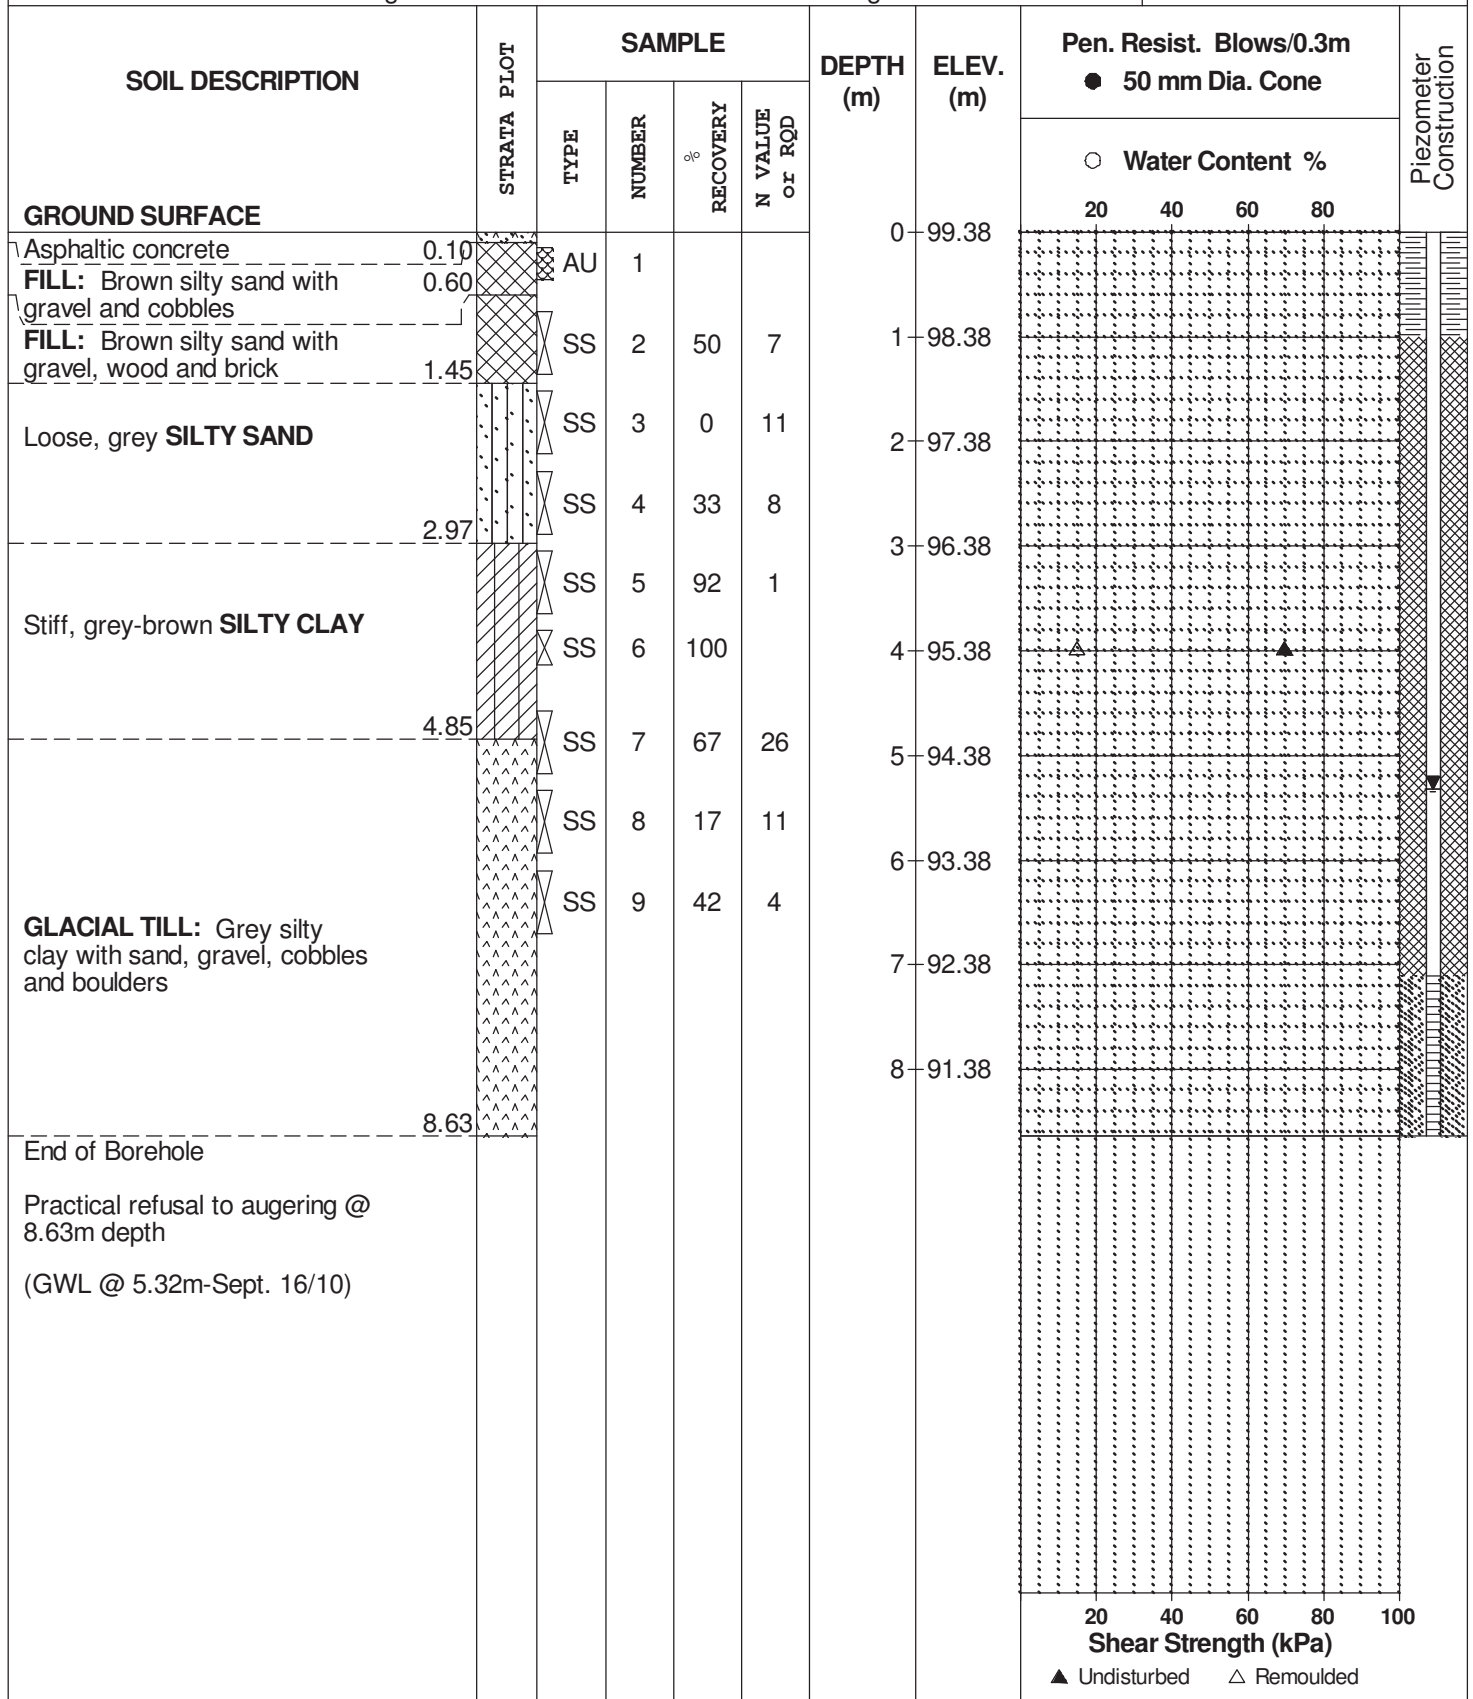 SOIL DESCRIPTION
GROUND SURFACE
STRATA PLOT
SAMPLE
TYPE
NUMBER
% RECOVERY
N VALUE or RQD
DEPTH (m)
ELEV. (m)
Pen. Resist. Blows/0.3m
● 50 mm Dia. Cone
○ Water Content %
20 40 60 80
Piezometer Construction
0 99.38
Asphaltic concrete 0.10
AU 1
FILL: Brown silty sand with 0.60
gravel and cobbles
FILL: Brown silty sand with
gravel, wood and brick 1.45
SS 2 50 7
1 98.38
SS 3 0 11
Loose, grey SILTY SAND
2 97.38
SS 4 33 8
2.97
3 96.38
SS 5 92 1
Stiff, grey-brown SILTY CLAY
SS 6 100
4 95.38
4.85
SS 7 67 26
5 94.38
SS 8 17 11
6 93.38
SS 9 42 4
GLACIAL TILL: Grey silty
clay with sand, gravel, cobbles
and boulders
7 92.38
8 91.38
8.63
End of Borehole
Practical refusal to augering @
8.63m depth
(GWL @ 5.32m-Sept. 16/10)
20 40 60 80 100
Shear Strength (kPa)
▲ Undisturbed △ Remoulded